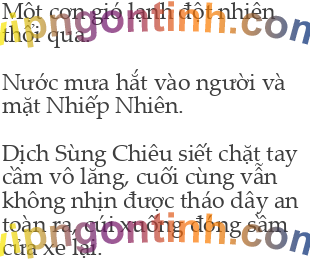 Một cơn gió lạnh đột nhiên
thổi qua.
Nước mưa hắt vào người và
mặt Nhiếp Nhiên.
Dịch Sùng Chiêu siết chặt tay
cầm vô lăng, cuối cùng vẫn
không nhịn được tháo dây an
toàn ra, cúi xuống đóng sầm
cửa xe lại.